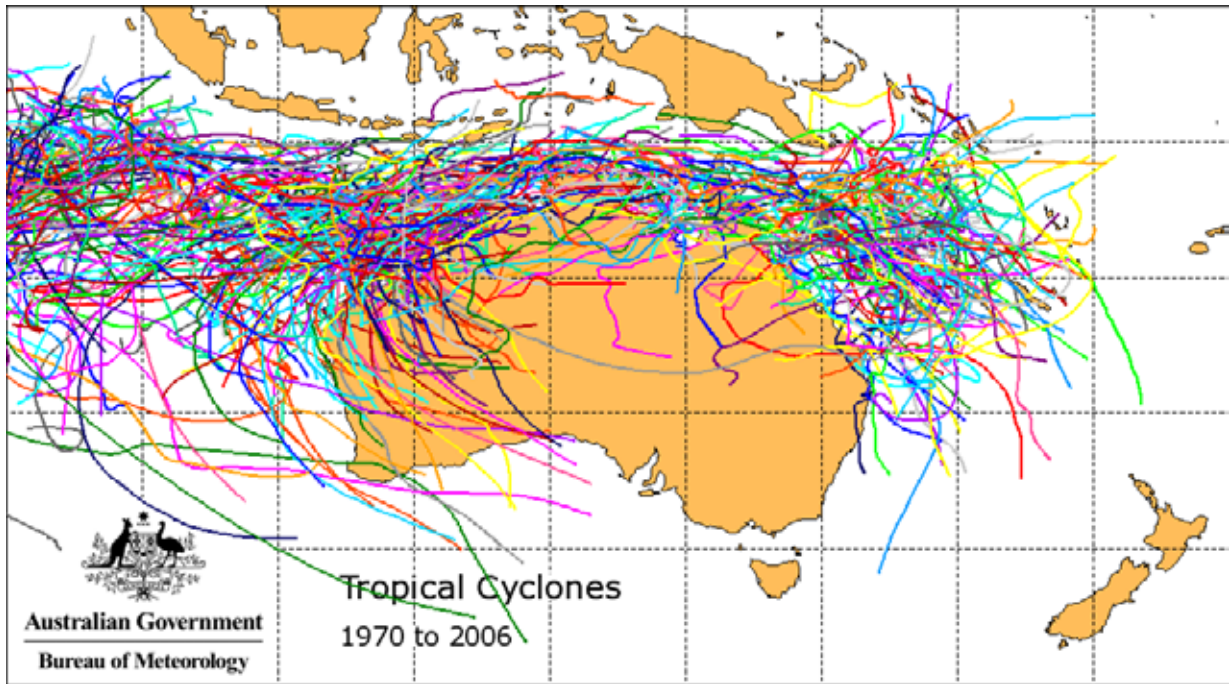 Tropical Cyclones
1970 to 2006
Australian Government
Bureau of Meteorology